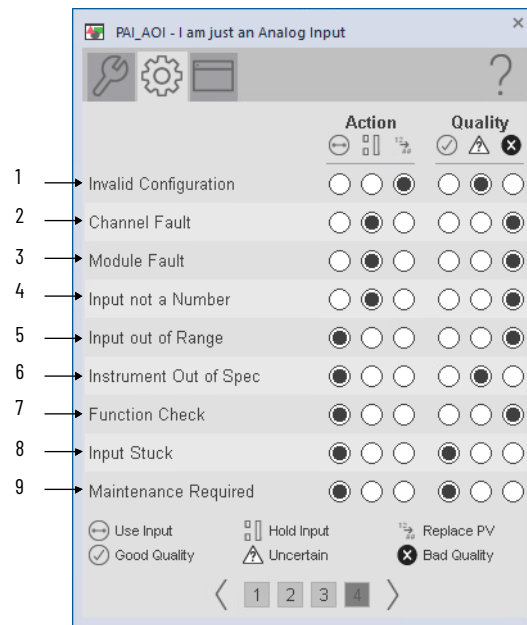 PAI_AOI - I am just an Analog Input ×
?
Action Quality
1 Invalid Configuration
2 Channel Fault
3 Module Fault
4 Input not a Number
5 Input out of Range
6 Instrument Out of Spec
7 Function Check
8 Input Stuck
9 Maintenance Required
Use Input Hold Input Replace PV
Good Quality Uncertain Bad Quality
1 2 3 4